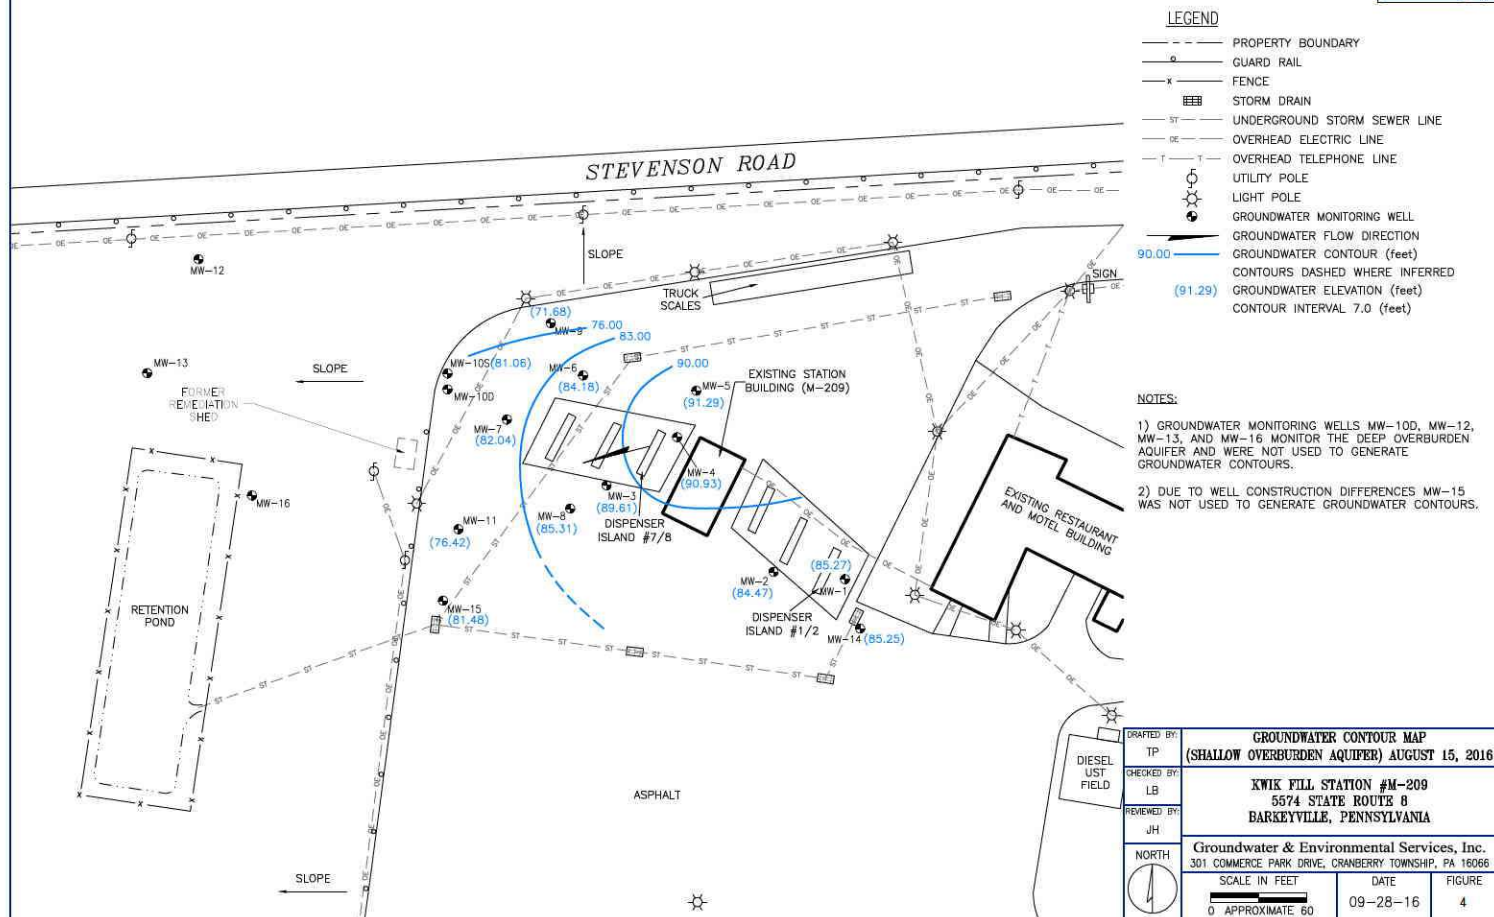 LEGEND
PROPERTY BOUNDARY
GUARD RAIL
x FENCE
STORM DRAIN
ST UNDERGROUND STORM SEWER LINE
OE OVERHEAD ELECTRIC LINE
T T OVERHEAD TELEPHONE LINE
UTILITY POLE
LIGHT POLE
GROUNDWATER MONITORING WELL
GROUNDWATER FLOW DIRECTION
90.00 GROUNDWATER CONTOUR (feet)
CONTOURS DASHED WHERE INFERRED
(91.29) GROUNDWATER ELEVATION (feet)
CONTOUR INTERVAL 7.0 (feet)
STEVENSON ROAD
SLOPE
MW-12
TRUCK
SCALES
SIGN
(71.68)
MW-9
76.00
83.00
90.00
MW-13
SLOPE
MW-10S(81.06)
MW-10D
MW-6
(84.18)
MW-5
(91.29)
EXISTING STATION
BUILDING (M-209)
FORMER
REMEDIATION
SHED
MW-7
(82.04)
MW-4
(90.93)
MW-16
MW-3
(89.61)
MW-8
(85.31)
DISPENSER
ISLAND #7/8
MW-11
(76.42)
EXISTING RESTAURANT
AND MOTEL BUILDING
(85.27)
MW-1
MW-2
(84.47)
MW-15
(81.48)
DISPENSER
ISLAND #1/2
MW-14(85.25)
RETENTION
POND
ASPHALT
SLOPE
DIESEL
UST
FIELD
NOTES:
1) GROUNDWATER MONITORING WELLS MW-10D, MW-12,
MW-13, AND MW-16 MONITOR THE DEEP OVERBURDEN
AQUIFER AND WERE NOT USED TO GENERATE
GROUNDWATER CONTOURS.
2) DUE TO WELL CONSTRUCTION DIFFERENCES MW-15
WAS NOT USED TO GENERATE GROUNDWATER CONTOURS.
DRAFTED BY:
TP
CHECKED BY:
LB
REVIEWED BY:
JH
NORTH
GROUNDWATER CONTOUR MAP
(SHALLOW OVERBURDEN AQUIFER) AUGUST 15, 2016
KWIK FILL STATION #M-209
5574 STATE ROUTE 8
BARKEYVILLE, PENNSYLVANIA
Groundwater & Environmental Services, Inc.
301 COMMERCE PARK DRIVE, CRANBERRY TOWNSHIP, PA 16066
SCALE IN FEET
0 APPROXIMATE 60
DATE
09-28-16
FIGURE
4